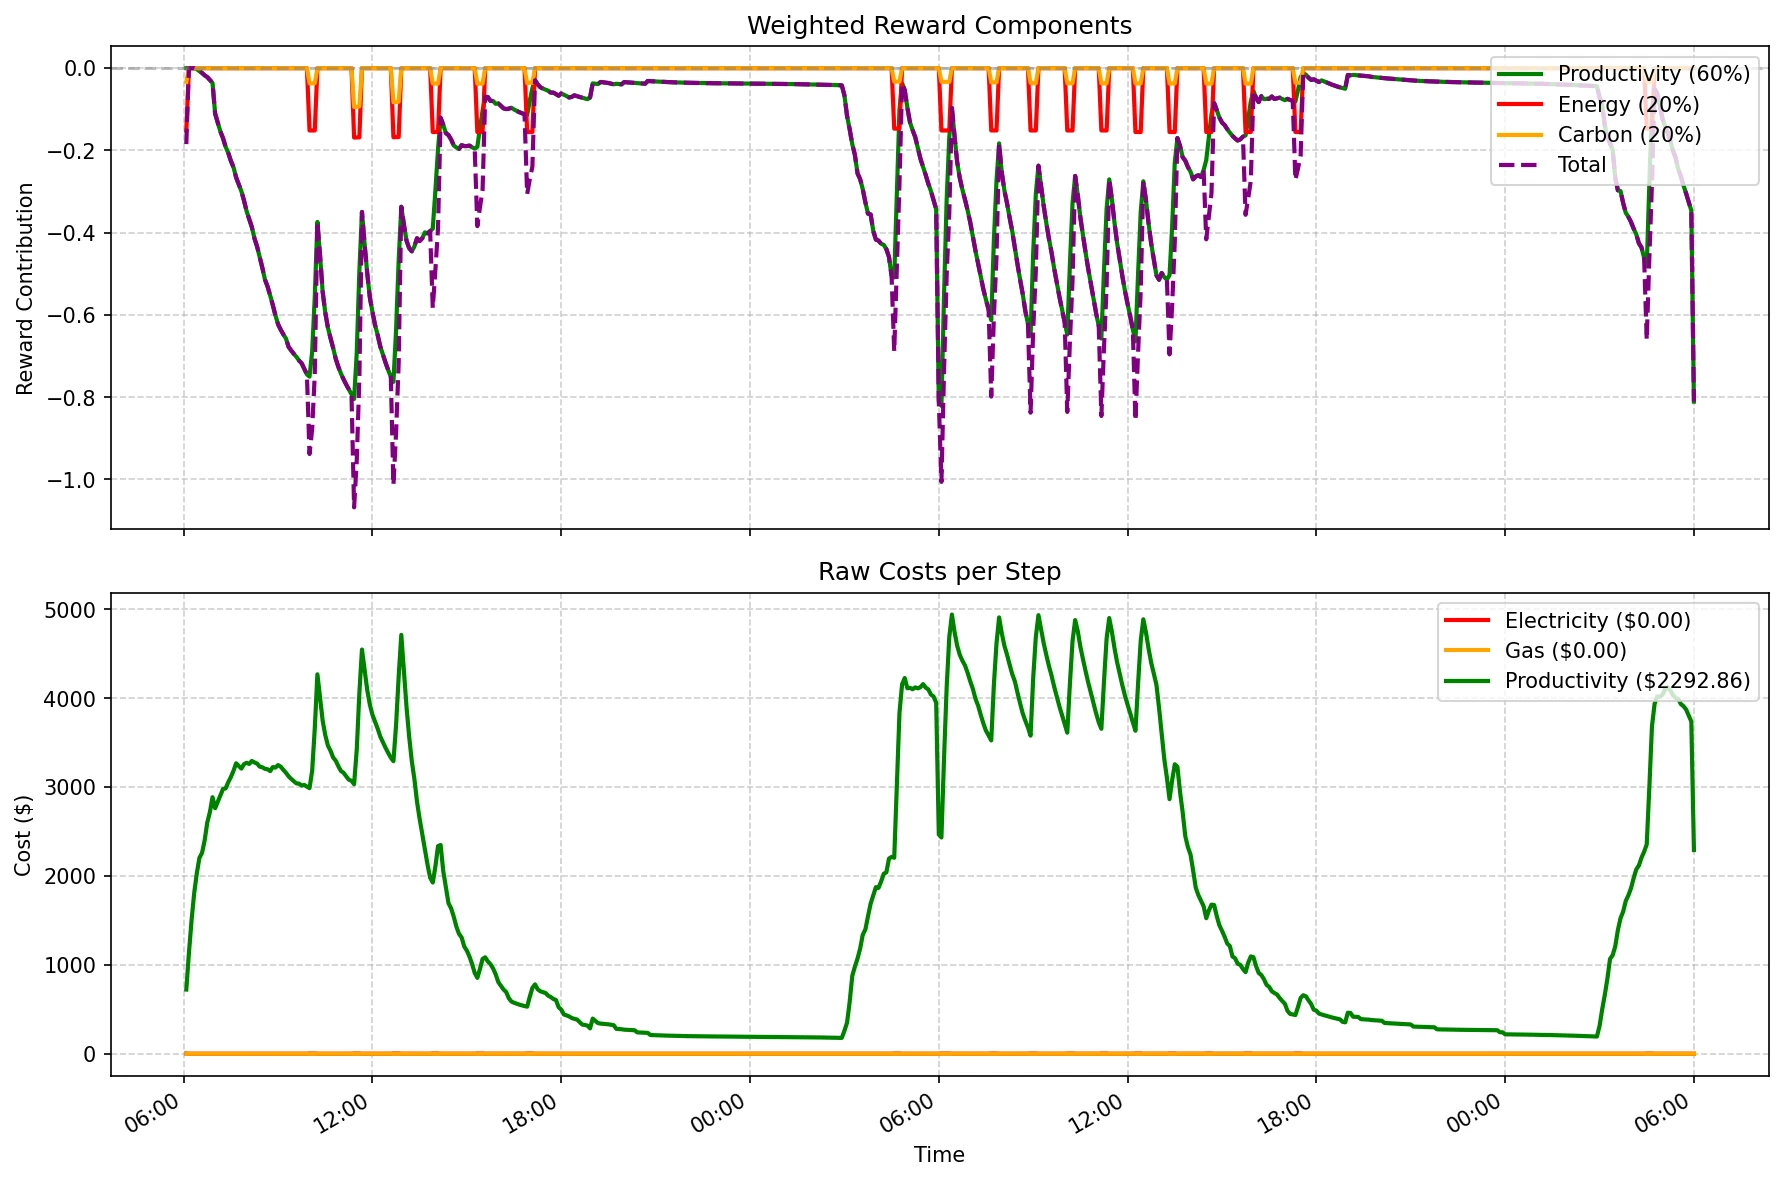 Weighted Reward Components
0.0
−0.2
−0.4
−0.6
−0.8
−1.0
Reward Contribution
Productivity (60%)
Energy (20%)
Carbon (20%)
Total
Raw Costs per Step
5000
4000
3000
2000
1000
0
Cost ($)
Electricity ($0.00)
Gas ($0.00)
Productivity ($2292.86)
06:00
12:00
18:00
00:00
06:00
12:00
18:00
00:00
06:00
Time